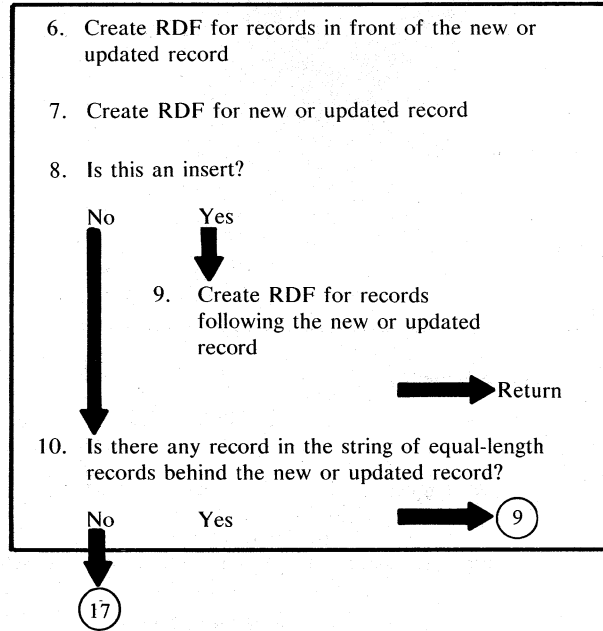 6. Create RDF for records in front of the new or
updated record
7. Create RDF for new or updated record
8. Is this an insert?
No Yes
9. Create RDF for records
following the new or updated
record
Return
10. Is there any record in the string of equal-length
records behind the new or updated record?
No Yes 9
17